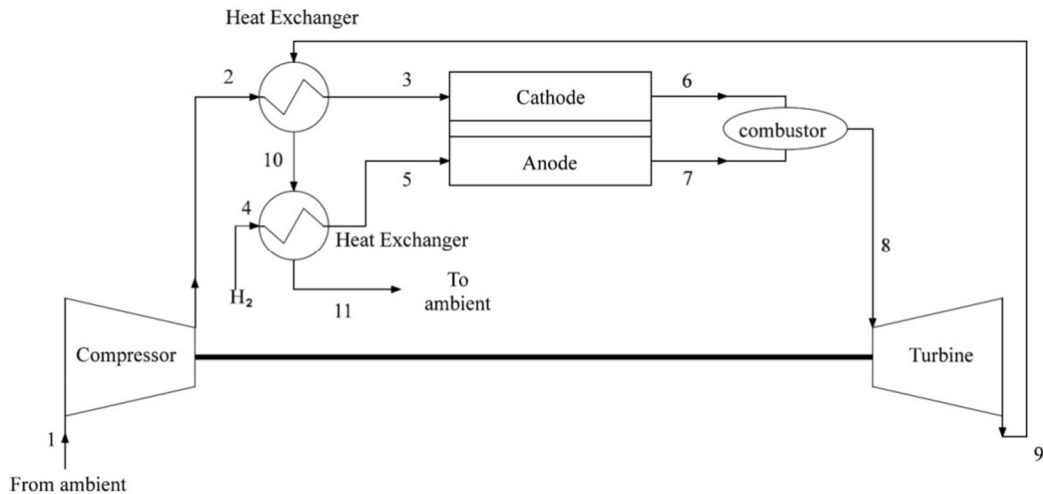 Heat Exchanger
2
3
6
Cathode
combustor
10
Anode
5
7
4
Heat Exchanger
8
H₂
To
ambient
11
Compressor
Turbine
1
9
From ambient